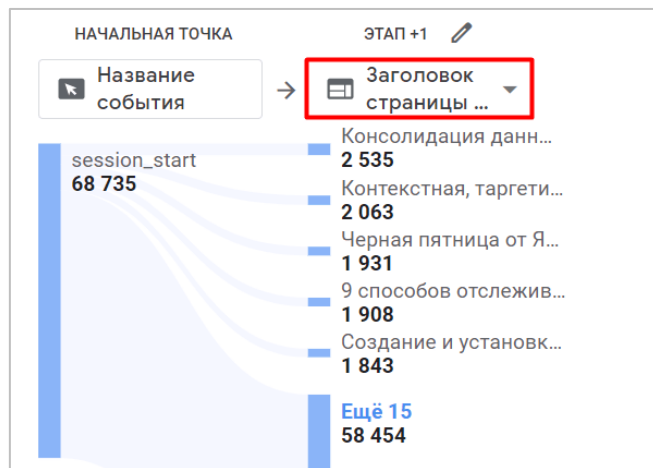 НАЧАЛЬНАЯ ТОЧКА
ЭТАП +1
Название
события
Заголовок
страницы ...
session_start
68 735
Консолидация данн...
2 535
Контекстная, таргети...
2 063
Черная пятница от Я...
1 931
9 способов отслежив...
1 908
Создание и установк...
1 843
Ещё 15
58 454